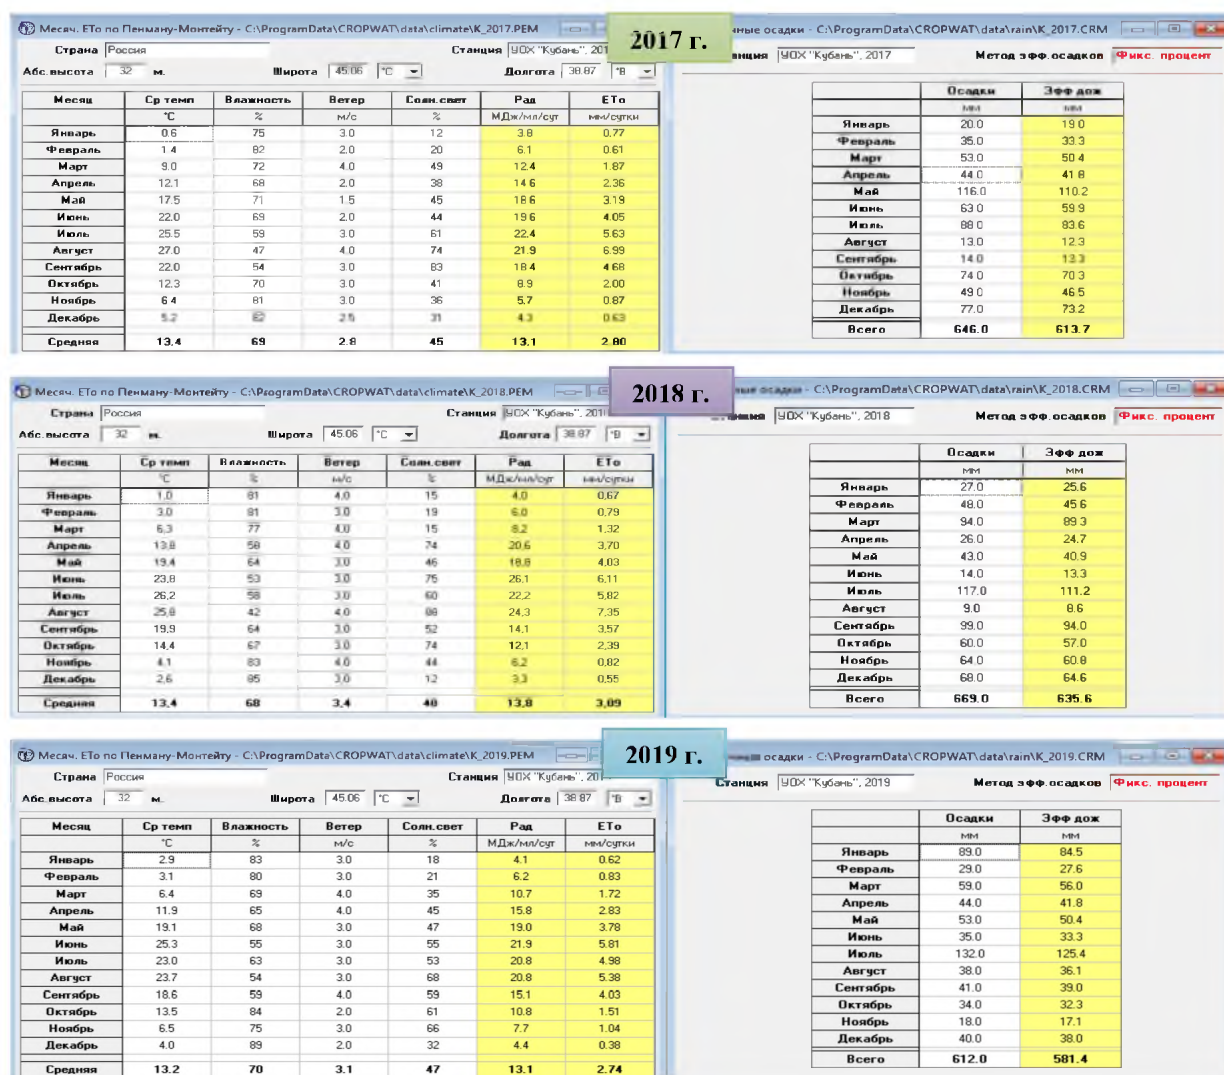 Месяч. ЕТо по Пенману-Монтейту - C:\ProgramData\CROPWAT\data\climate\K_2017.PEM
2017 г.
ные осадки - C:\ProgramData\CROPWAT\data\rain\K_2017.CRM
Страна Россия Станция УОХ "Кубань", 201
Абс.высота 32 м. Широта 45.06 °С Долгота 38.87 °В
Станция УОХ "Кубань", 2017 Метод эфф.осадков Фикс. процент
Месяц Ср темп Влажность Ветер Солн.свет Рад ЕТо
°C % м/с % МДж/мл/сут мм/сутки
Январь 0.6 75 3.0 12 3.8 0.77
Февраль 1.4 82 2.0 20 6.1 0.61
Март 9.0 72 4.0 49 12.4 1.87
Апрель 12.1 68 2.0 38 14.6 2.36
Май 17.5 71 1.5 45 18.6 3.19
Июнь 22.0 69 2.0 44 19.6 4.05
Июль 25.5 59 3.0 61 22.4 5.63
Август 27.0 47 4.0 74 21.9 6.99
Сентябрь 22.0 54 3.0 83 18.4 4.68
Октябрь 12.3 70 3.0 41 8.9 2.00
Ноябрь 6.4 81 3.0 36 5.7 0.87
Декабрь 5.2 82 2.5 31 4.3 0.63
Средняя 13.4 69 2.8 45 13.1 2.80
Осадки Эфф дож
мм мм
Январь 20.0 19.0
Февраль 35.0 33.3
Март 53.0 50.4
Апрель 44.0 41.8
Май 116.0 110.2
Июнь 63.0 59.9
Июль 88.0 83.6
Август 13.0 12.3
Сентябрь 14.0 13.3
Октябрь 74.0 70.3
Ноябрь 49.0 46.5
Декабрь 77.0 73.2
Всего 646.0 613.7
Месяч. ЕТо по Пенману-Монтейту - C:\ProgramData\CROPWAT\data\climate\K_2018.PEM
2018 г.
ные осадки - C:\ProgramData\CROPWAT\data\rain\K_2018.CRM
Страна Россия Станция УОХ "Кубань", 201
Абс.высота 32 м. Широта 45.06 °С Долгота 38.87 °В
Станция УОХ "Кубань", 2018 Метод эфф.осадков Фикс. процент
Месяц Ср темп Влажность Ветер Солн.свет Рад ЕТо
°C % м/с % МДж/мл/сут мм/сутки
Январь 1.0 81 4.0 15 4.0 0.67
Февраль 3.0 81 3.0 19 6.0 0.79
Март 6.3 77 4.0 15 8.2 1.32
Апрель 13.8 58 4.0 74 20.6 3.70
Май 19.4 64 3.0 46 18.8 4.03
Июнь 23.8 53 3.0 75 26.1 6.11
Июль 26.2 58 3.0 60 22.2 5.82
Август 25.8 42 4.0 88 24.3 7.35
Сентябрь 19.9 64 3.0 52 14.1 3.57
Октябрь 14.4 67 3.0 74 12.1 2.39
Ноябрь 4.1 83 4.0 44 6.2 0.82
Декабрь 2.6 85 3.0 12 3.3 0.55
Средняя 13.4 68 3.4 48 13.8 3.09
Осадки Эфф дож
мм мм
Январь 27.0 25.6
Февраль 48.0 45.6
Март 94.0 89.3
Апрель 26.0 24.7
Май 43.0 40.9
Июнь 14.0 13.3
Июль 117.0 111.2
Август 9.0 8.6
Сентябрь 99.0 94.0
Октябрь 60.0 57.0
Ноябрь 64.0 60.8
Декабрь 68.0 64.6
Всего 669.0 635.6
Месяч. ЕТо по Пенману-Монтейту - C:\ProgramData\CROPWAT\data\climate\K_2019.PEM
2019 г.
осадки - C:\ProgramData\CROPWAT\data\rain\K_2019.CRM
Страна Россия Станция УОХ "Кубань", 201
Абс.высота 32 м. Широта 45.06 °С Долгота 38.87 °В
Станция УОХ "Кубань", 2019 Метод эфф.осадков Фикс. процент
Месяц Ср темп Влажность Ветер Солн.свет Рад ЕТо
°C % м/с % МДж/мл/сут мм/сутки
Январь 2.9 83 3.0 18 4.1 0.62
Февраль 3.1 80 3.0 21 6.2 0.83
Март 6.4 69 4.0 35 10.7 1.72
Апрель 11.9 65 4.0 45 15.8 2.83
Май 19.1 68 3.0 47 19.0 3.78
Июнь 25.3 55 3.0 55 21.9 5.81
Июль 23.0 63 3.0 53 20.8 4.98
Август 23.7 54 3.0 68 20.8 5.38
Сентябрь 18.6 59 4.0 59 15.1 4.03
Октябрь 13.5 84 2.0 61 10.8 1.51
Ноябрь 6.5 75 3.0 66 7.7 1.04
Декабрь 4.0 89 2.0 32 4.4 0.38
Средняя 13.2 70 3.1 47 13.1 2.74
Осадки Эфф дож
мм мм
Январь 89.0 84.5
Февраль 29.0 27.6
Март 59.0 56.0
Апрель 44.0 41.8
Май 53.0 50.4
Июнь 35.0 33.3
Июль 132.0 125.4
Август 38.0 36.1
Сентябрь 41.0 39.0
Октябрь 34.0 32.3
Ноябрь 18.0 17.1
Декабрь 40.0 38.0
Всего 612.0 581.4